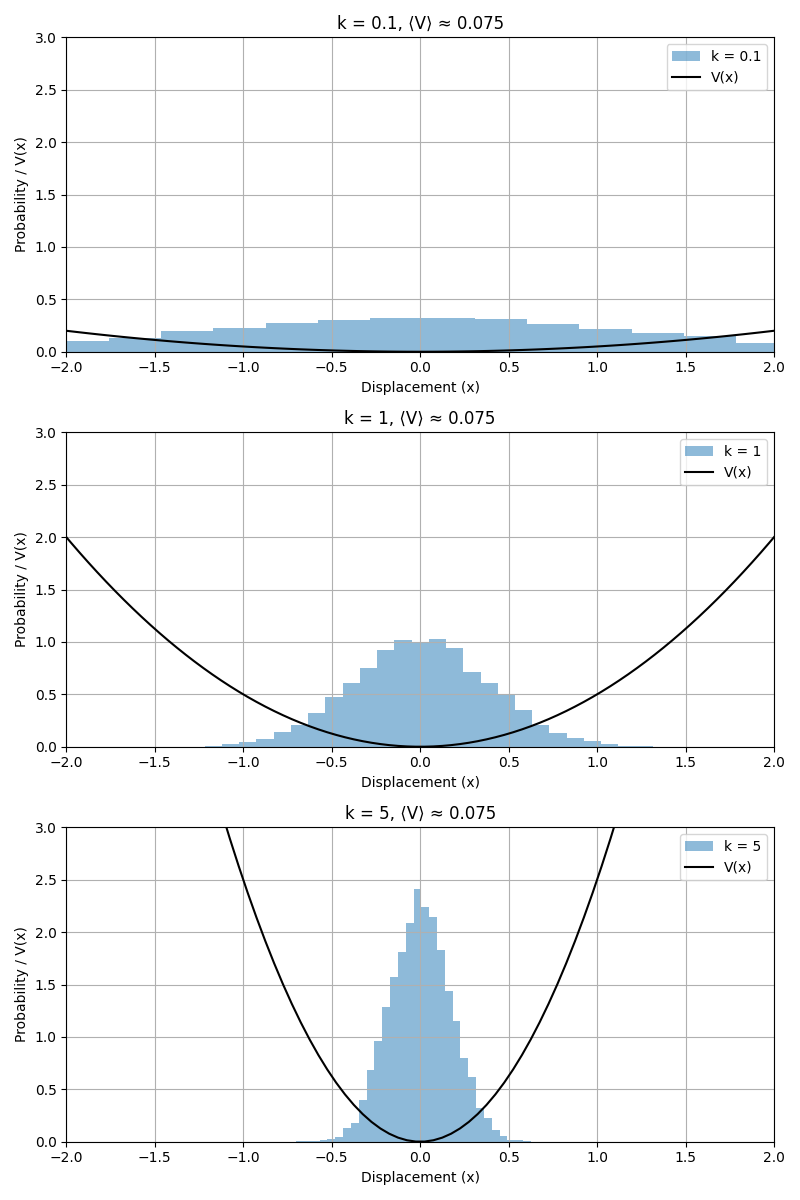 k = 0.1, ⟨V⟩ ≈ 0.075
3.0
2.5
2.0
1.5
1.0
0.5
0.0
Probability / V(x)
k = 0.1
V(x)
−2.0 −1.5 −1.0 −0.5 0.0 0.5 1.0 1.5 2.0
Displacement (x)
k = 1, ⟨V⟩ ≈ 0.075
3.0
2.5
2.0
1.5
1.0
0.5
0.0
Probability / V(x)
k = 1
V(x)
−2.0 −1.5 −1.0 −0.5 0.0 0.5 1.0 1.5 2.0
Displacement (x)
k = 5, ⟨V⟩ ≈ 0.075
3.0
2.5
2.0
1.5
1.0
0.5
0.0
Probability / V(x)
k = 5
V(x)
−2.0 −1.5 −1.0 −0.5 0.0 0.5 1.0 1.5 2.0
Displacement (x)